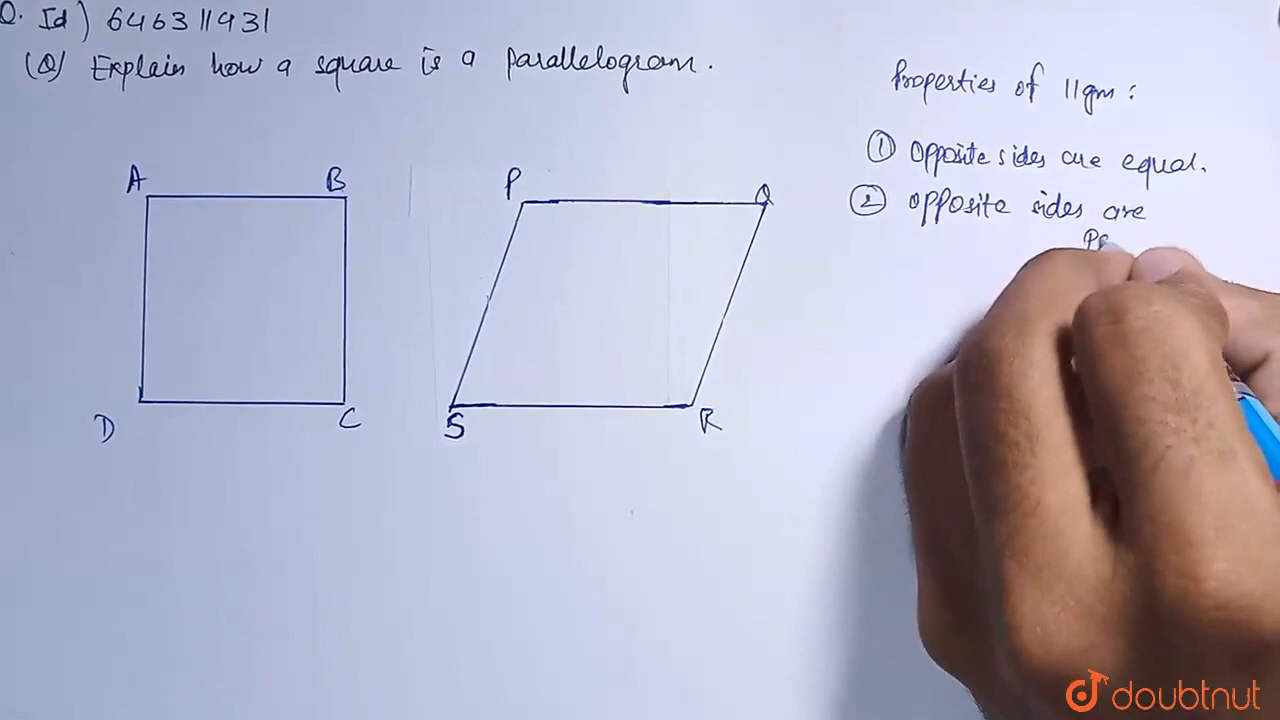 Q. Id) 646311931
(Q) Explain how a square is a parallelogram.
Properties of ||gm :
① Opposite sides are equal.
② Opposite sides are
A B
D C
P Q
S R
doubtnut